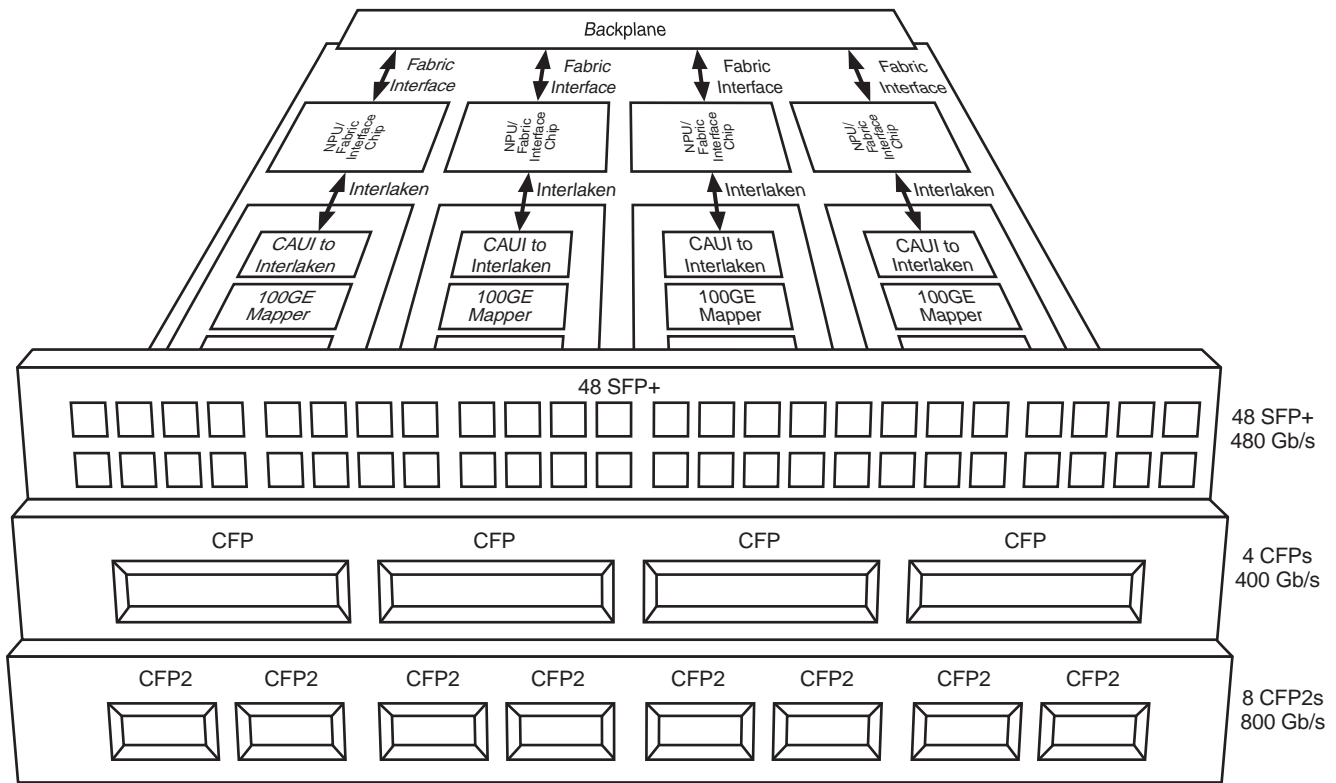 Backplane
Fabric
Interface
Fabric
Interface
Fabric
Interface
Fabric
Interface
NPU/
Fabric
Interface
Chip
NPU/
Fabric
Interface
Chip
NPU/
Fabric
Interface
Chip
NPU/
Fabric
Interface
Chip
Interlaken
Interlaken
Interlaken
Interlaken
CAUI to
Interlaken
CAUI to
Interlaken
CAUI to
Interlaken
CAUI to
Interlaken
100GE
Mapper
100GE
Mapper
100GE
Mapper
100GE
Mapper
48 SFP+
48 SFP+
480 Gb/s
CFP
CFP
CFP
CFP
4 CFPs
400 Gb/s
CFP2
CFP2
CFP2
CFP2
CFP2
CFP2
CFP2
CFP2
8 CFP2s
800 Gb/s